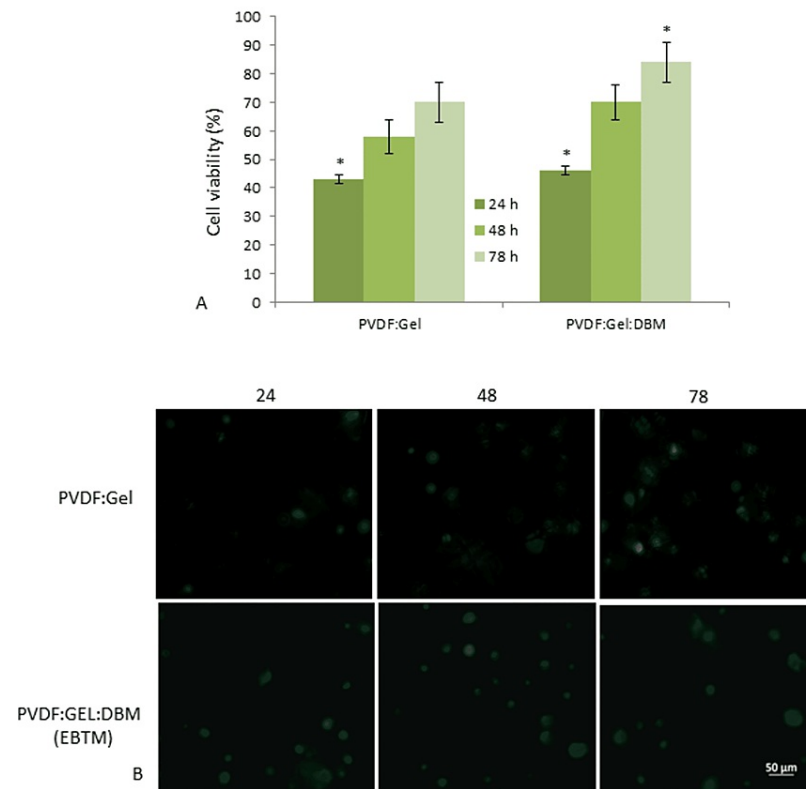 100
90
80
70
60
50
40
30
20
10
0
Cell viability (%)
*
*
*
24 h
48 h
78 h
A
PVDF:Gel
PVDF:Gel:DBM
24
48
78
PVDF:Gel
PVDF:GEL:DBM
(EBTM)
B
50 µm